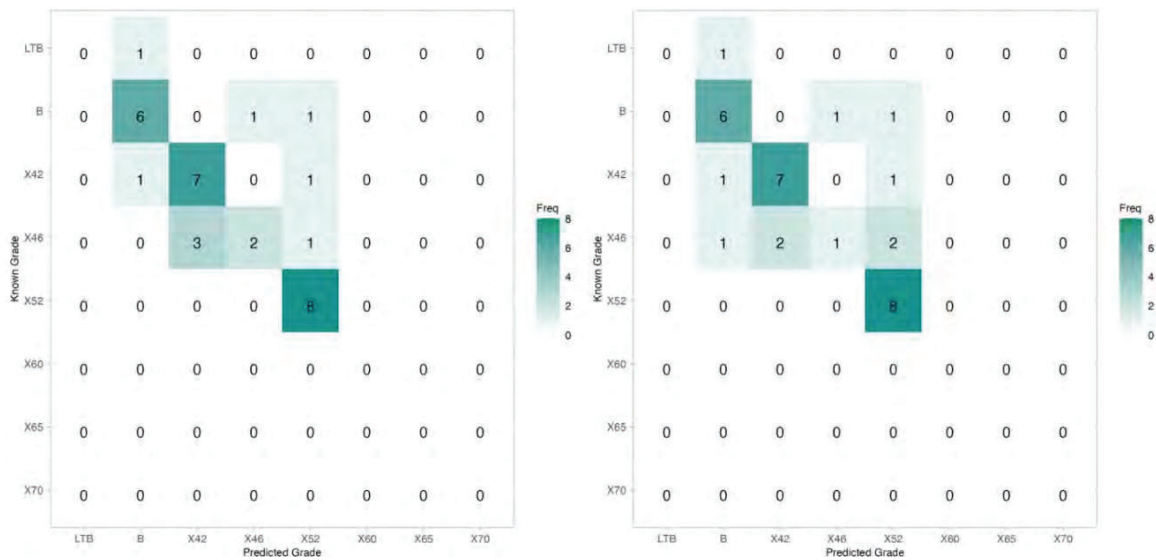 LTB 0 1 0 0 0 0 0 0
B 0 6 0 1 1 0 0 0
X42 0 1 7 0 1 0 0 0
X46 0 0 3 2 1 0 0 0
X52 0 0 0 0 8 0 0 0
X60 0 0 0 0 0 0 0 0
X65 0 0 0 0 0 0 0 0
X70 0 0 0 0 0 0 0 0
LTB B X42 X46 X52 X60 X65 X70
Predicted Grade
Known Grade
Freq
8
6
4
2
0
LTB 0 1 0 0 0 0 0 0
B 0 6 0 1 1 0 0 0
X42 0 1 7 0 1 0 0 0
X46 0 1 2 1 2 0 0 0
X52 0 0 0 0 8 0 0 0
X60 0 0 0 0 0 0 0 0
X65 0 0 0 0 0 0 0 0
X70 0 0 0 0 0 0 0 0
LTB B X42 X46 X52 X60 X65 X70
Predicted Grade
Known Grade
Freq
8
6
4
2
0